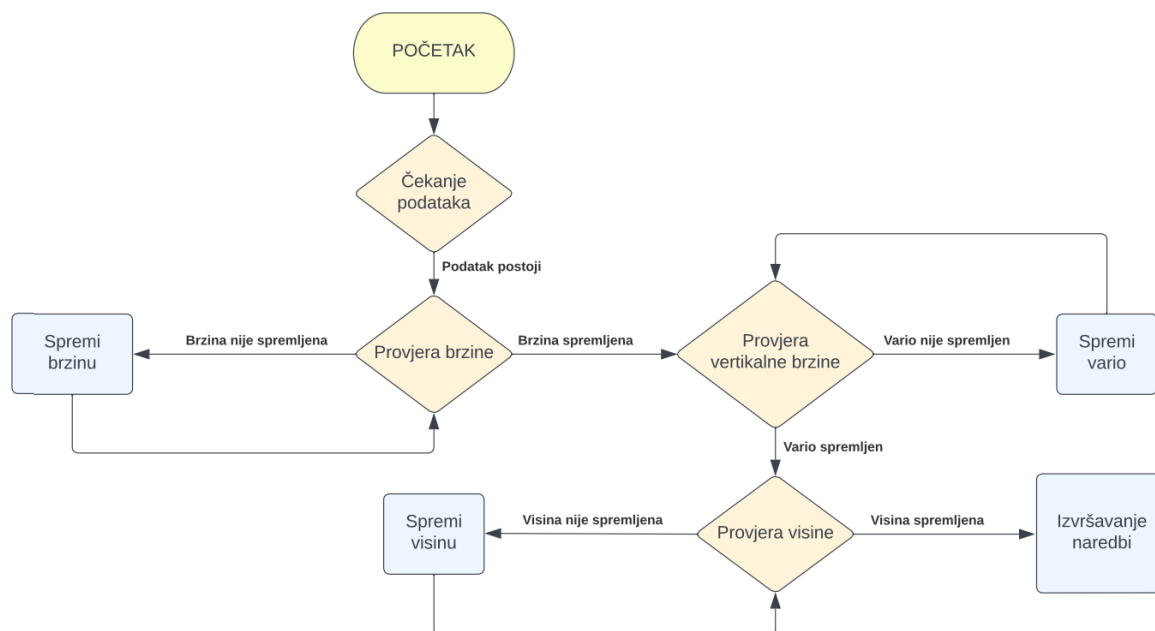 POČETAK
Čekanje
podataka
Podatak postoji
Spremi
brzinu
Brzina nije spremljena
Provjera brzine
Brzina spremljena
Provjera
vertikalne brzine
Vario nije spremljen
Spremi
vario
Vario spremljen
Spremi
visinu
Visina nije spremljena
Provjera visine
Visina spremljena
Izvršavanje
naredbi